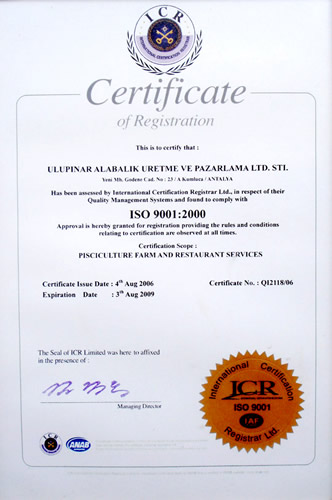 ICR
INTERNATIONAL CERTIFICATION REGISTRAR
Certificate
of Registration
This is to certify that :
ULUPINAR ALABALIK URETME VE PAZARLAMA LTD. STI.
Yeni Mh. Godene Cad. No : 23 / A Kumluca / ANTALYA
Has been assessed by International Certification Registrar Ltd., in respect of their
Quality Management Systems and found to comply with
ISO 9001:2000
Approval is hereby granted for registration providing the rules and conditions
relating to certification are observed at all times.
Certification Scope :
PISCICULTURE FARM AND RESTAURANT SERVICES
Certificate Issue Date : 4th Aug 2006
Expiration Date : 3th Aug 2009
Certificate No. : QI2118/06
The Seal of ICR Limited was here to affixed
in the presence of :
Managing Director
International Certification
ICR
ISO 9001
IAF
Registrar Ltd.
ANAB